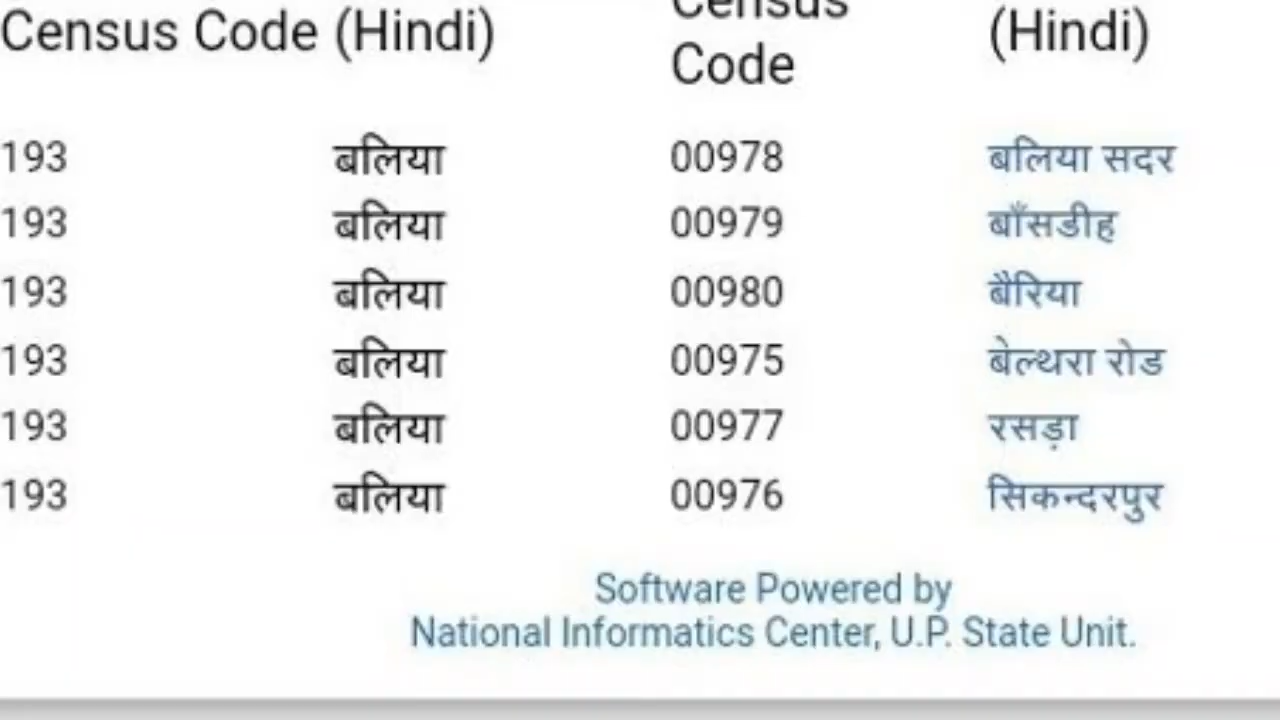 Census Code (Hindi) Census Code (Hindi)
193 बलिया 00978 बलिया सदर
193 बलिया 00979 बाँसडीह
193 बलिया 00980 बैरिया
193 बलिया 00975 बेल्थरा रोड
193 बलिया 00977 रसड़ा
193 बलिया 00976 सिकन्दरपुर
Software Powered by
National Informatics Center, U.P. State Unit.